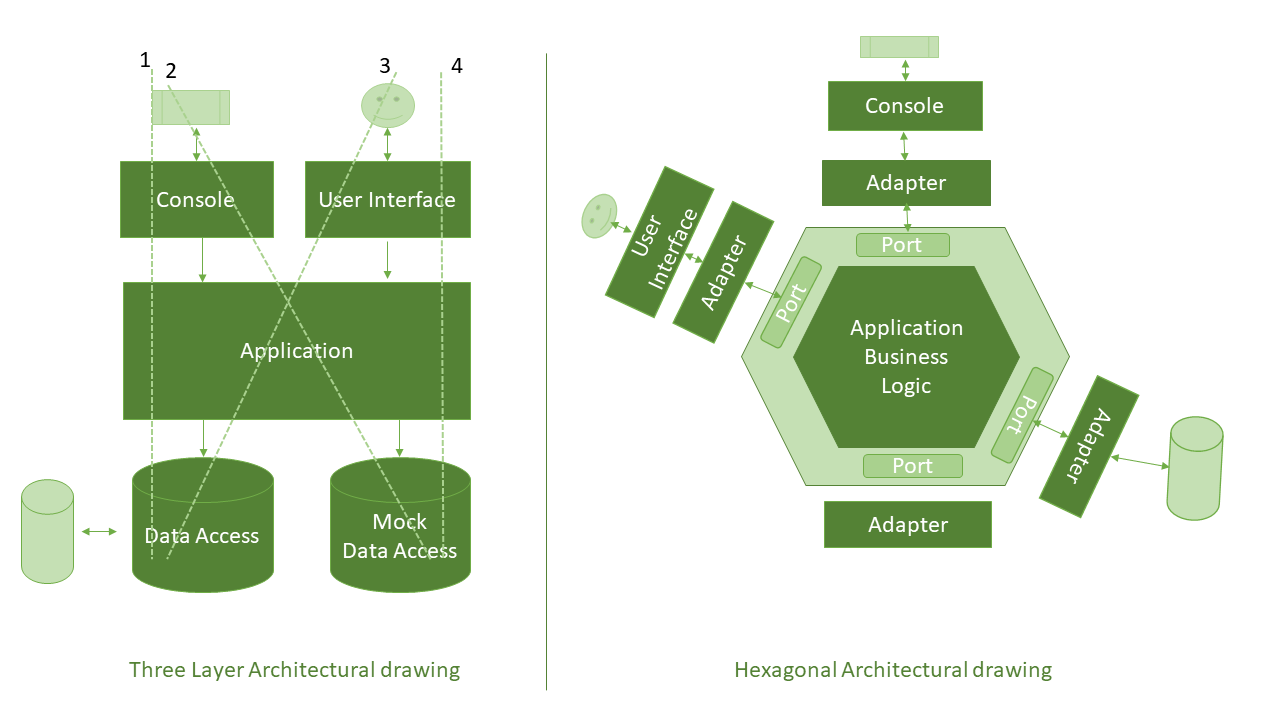 1
2
3
4
Console
User Interface
Application
Data Access
Mock
Data Access
Three Layer Architectural drawing
Console
Adapter
Port
User
Interface
Adapter
Port
Application
Business
Logic
Port
Adapter
Port
Adapter
Hexagonal Architectural drawing